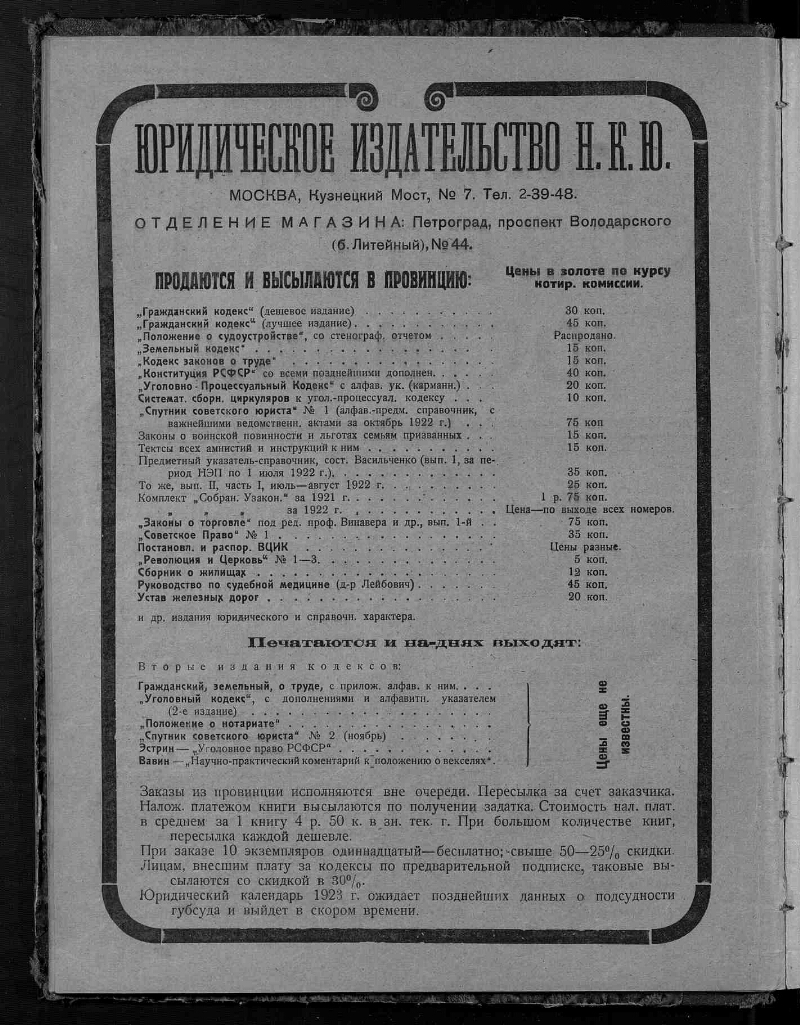 ЮРИДИЧЕСКОЕ ИЗДАТЕЛЬСТВО Н. К. Ю.
МОСКВА, Кузнецкий Мост, № 7. Тел. 2-39-48.
ОТДЕЛЕНИЕ МАГАЗИНА: Петроград, проспект Володарского
(б. Литейный), № 44.
ПРОДАЮТСЯ И ВЫСЫЛАЮТСЯ В ПРОВИНЦИЮ: Цены в золоте по курсу
котир. комиссии.
„Гражданский кодекс“ (дешевое издание) . . . . . . . . . . . 30 коп.
„Гражданский кодекс“ (лучшее издание) . . . . . . . . . . . . 45 коп.
„Положение о судоустройстве“, со стенограф. отчетом . . . . . Распродано.
„Земельный кодекс“ . . . . . . . . . . . . . . . . . . . . 15 коп.
„Кодекс законов о труде“ . . . . . . . . . . . . . . . . . 15 коп.
„Конституция РСФСР“ со всеми позднейшими дополнен. . . . . . 40 коп.
„Уголовно-Процессуальный Кодекс“ с алфав. ук. (карманн.) . . . 20 коп.
Системат. сборн. циркуляров к угол.-процессуал. кодексу . . . 10 коп.
„Спутник советского юриста“ № 1 (алфав.-предм. справочник, с
важнейшими ведомственн. актами за октябрь 1922 г.) . . . 75 коп
Законы о воинской повинности и льготах семьям призванных . . . 15 коп.
Тексты всех амнистий и инструкций к ним . . . . . . . . . . . 15 коп.
Предметный указатель-справочник, сост. Васильченко (вып. I, за пе-
риод НЭП по 1 июля 1922 г.). . . . . . . . . . . . . . 35 коп.
То же, вып. II, часть I, июль—август 1922 г. . . . . . . . . . 25 коп.
Комплект „Собран. Узакон.“ за 1921 г. . . . . . . . . . . . . 1 р. 75 коп.
„ „ „ за 1922 г. . . . . . . . . . . . . Цена—по выходе всех номеров.
„Законы о торговле“ под ред. проф. Винавера и др., вып. 1-й . . 75 коп.
„Советское Право“ № 1 . . . . . . . . . . . . . . . . . . 35 коп.
Постановл. и распор. ВЦИК . . . . . . . . . . . . . . . . Цены разные.
„Революция и Церковь“ № 1—3. . . . . . . . . . . . . . . 5 коп.
Сборник о жилищах . . . . . . . . . . . . . . . . . . . . 12 коп.
Руководство по судебной медицине (д-р Лейбович) . . . . . . . 45 коп.
Устав железных дорог . . . . . . . . . . . . . . . . . . . 20 коп.
и др. издания юридического и справочн. характера.
Печатаются и на-днях выходят:
Вторые издания кодексов:
Гражданский, земельный, о труде, с прилож. алфав. к ним. . . .
„Уголовный кодекс“, с дополнениями и алфавитн. указателем
(2-е издание) . . . . . . . . . . . . . . . . . . . .
„Положение о нотариате“ . . . . . . . . . . . . . . . . .
„Спутник советского юриста“ № 2 (ноябрь) . . . . . . . . .
Эстрин — „Уголовное право РСФСР“ . . . . . . . . . . . . .
Вавин — „Научно-практический коментарий к положению о векселях“.
Цены еще не
известны.
Заказы из провинции исполняются вне очереди. Пересылка за счет заказчика.
Налож. платежом книги высылаются по получении задатка. Стоимость нал. плат.
в среднем за 1 книгу 4 р. 50 к. в зн. тек. г. При большом количестве книг,
пересылка каждой дешевле.
При заказе 10 экземпляров одиннадцатый—бесплатно; свыше 50—25% скидки.
Лицам, внесшим плату за кодексы по предварительной подписке, таковые вы-
сылаются со скидкой в 30%.
Юридический календарь 1923 г. ожидает позднейших данных о подсудности
губсуда и выйдет в скором времени.